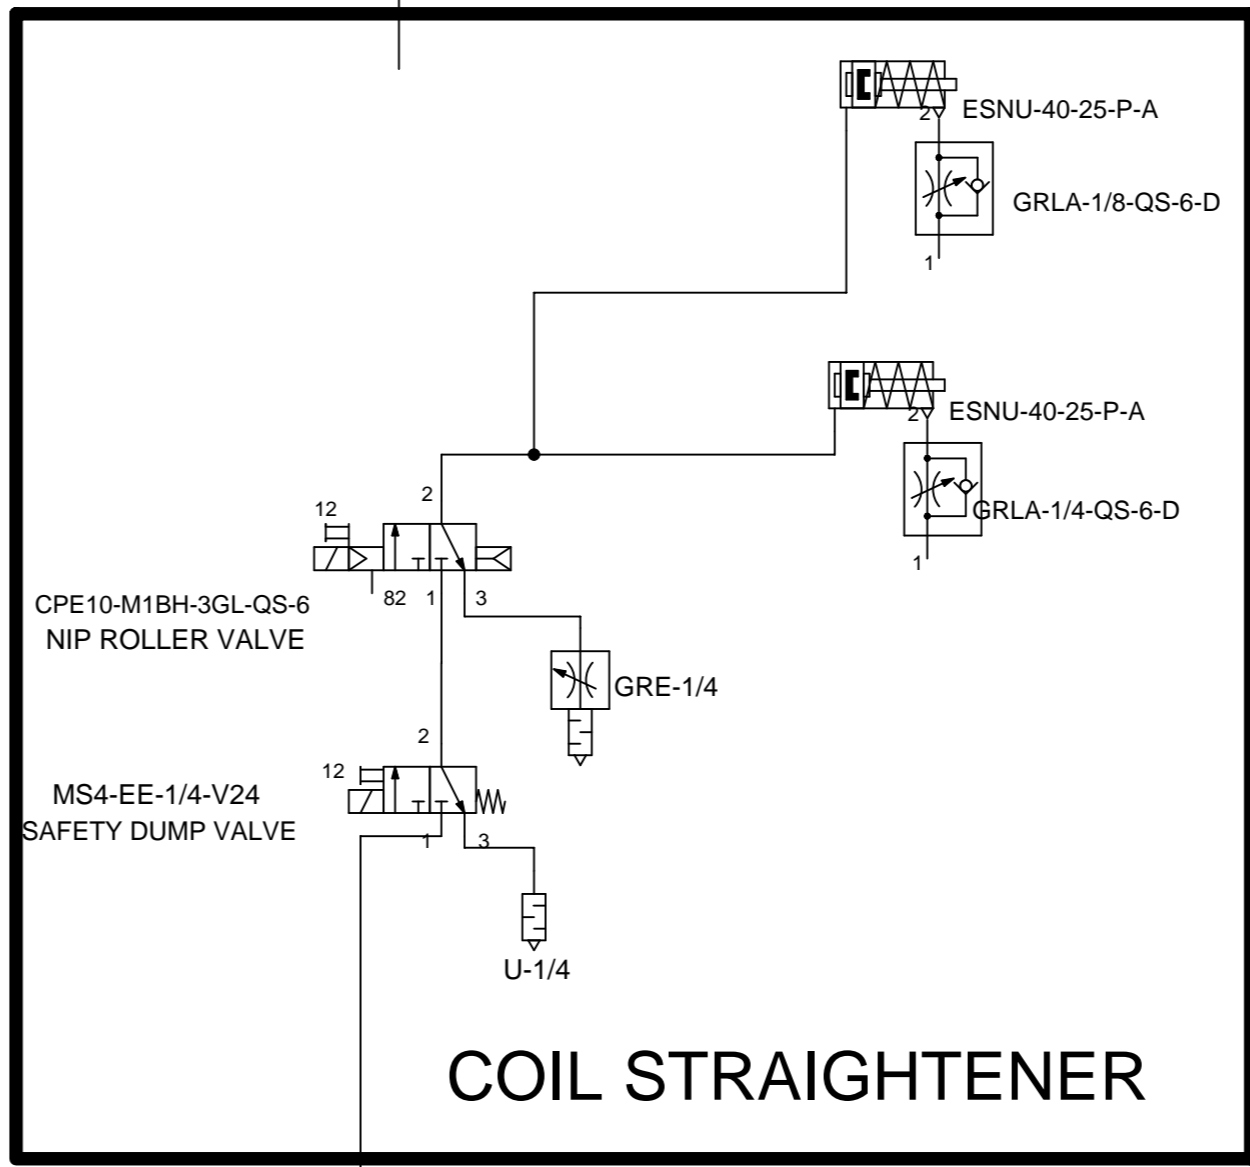 2
ESNU-40-25-P-A
GRLA-1/8-QS-6-D
1
2
ESNU-40-25-P-A
2
12
GRLA-1/4-QS-6-D
1
CPE10-M1BH-3GL-QS-6
82
1
3
NIP ROLLER VALVE
GRE-1/4
2
12
MS4-EE-1/4-V24
SAFETY DUMP VALVE
1
3
U-1/4
COIL STRAIGHTENER